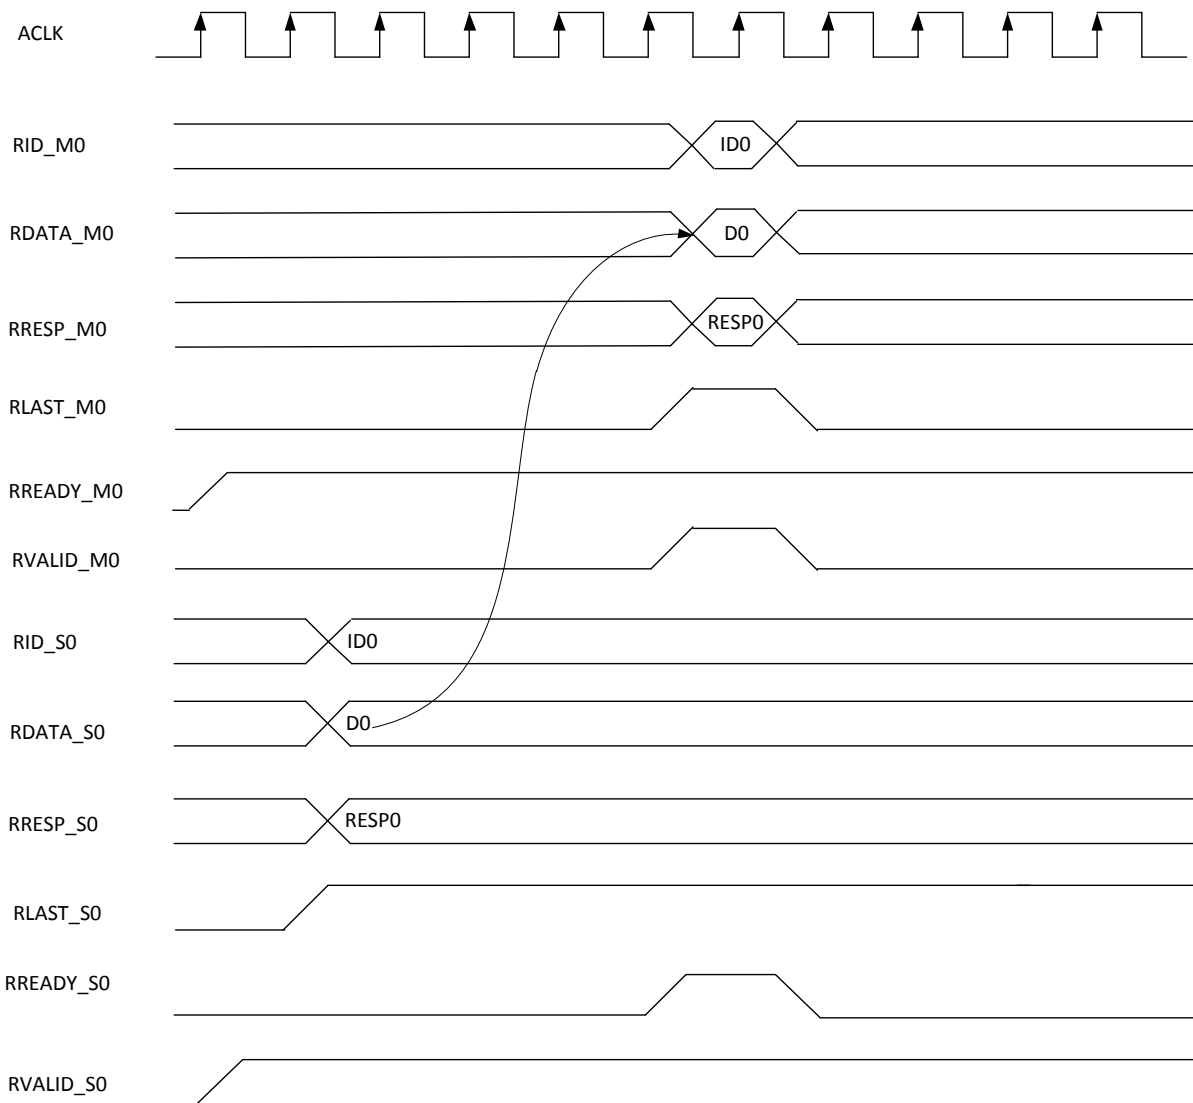 ACLK
RID_M0
ID0
RDATA_M0
D0
RRESP_M0
RESP0
RLAST_M0
RREADY_M0
RVALID_M0
RID_S0
ID0
RDATA_S0
D0
RRESP_S0
RESP0
RLAST_S0
RREADY_S0
RVALID_S0